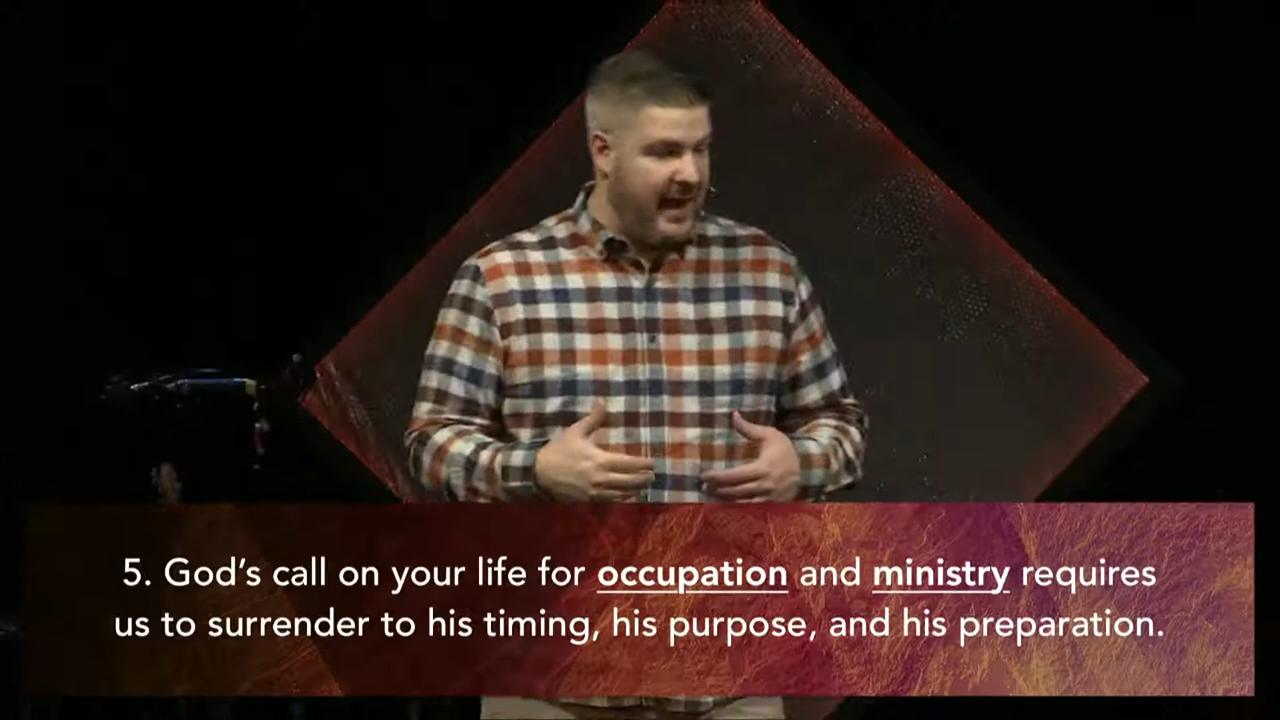 5. God's call on your life for occupation and ministry requires
us to surrender to his timing, his purpose, and his preparation.